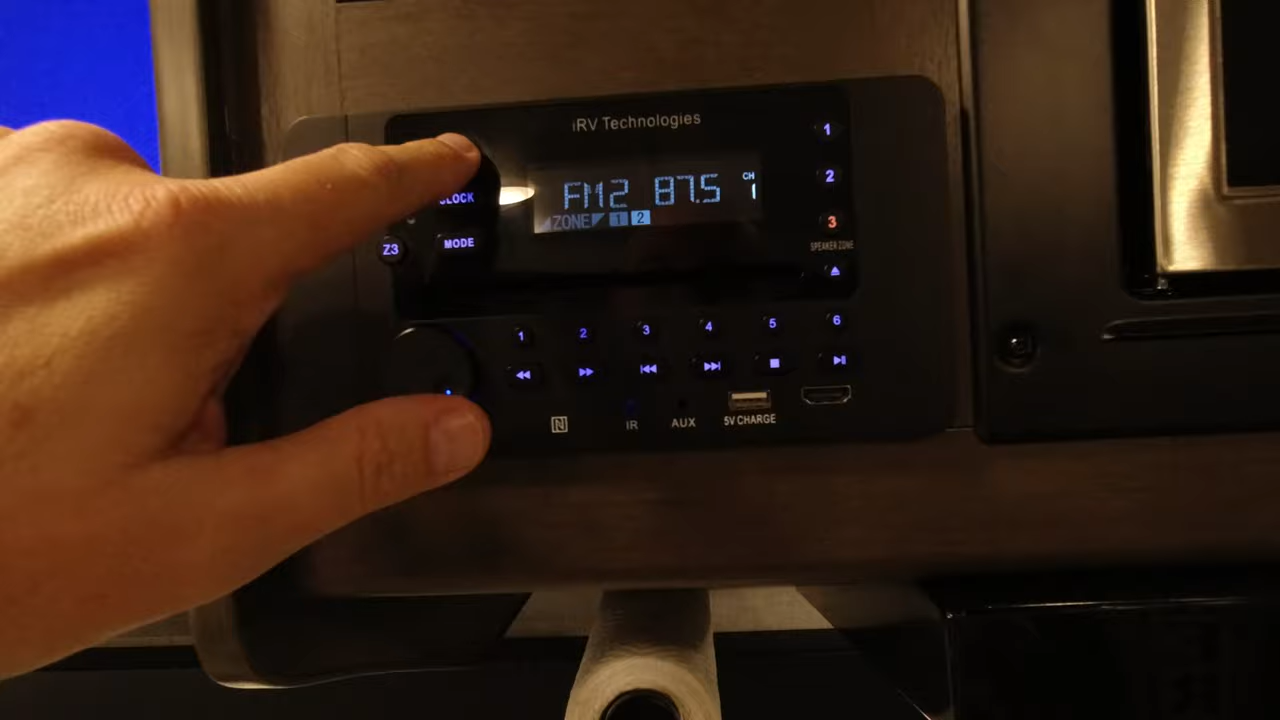 iRV Technologies
1
CLOCK
FM2 87.5 CH 1
2
ZONE 1 2
3
Z3
MODE
SPEAKER ZONE
1 2 3 4 5 6
IR
AUX
5V CHARGE